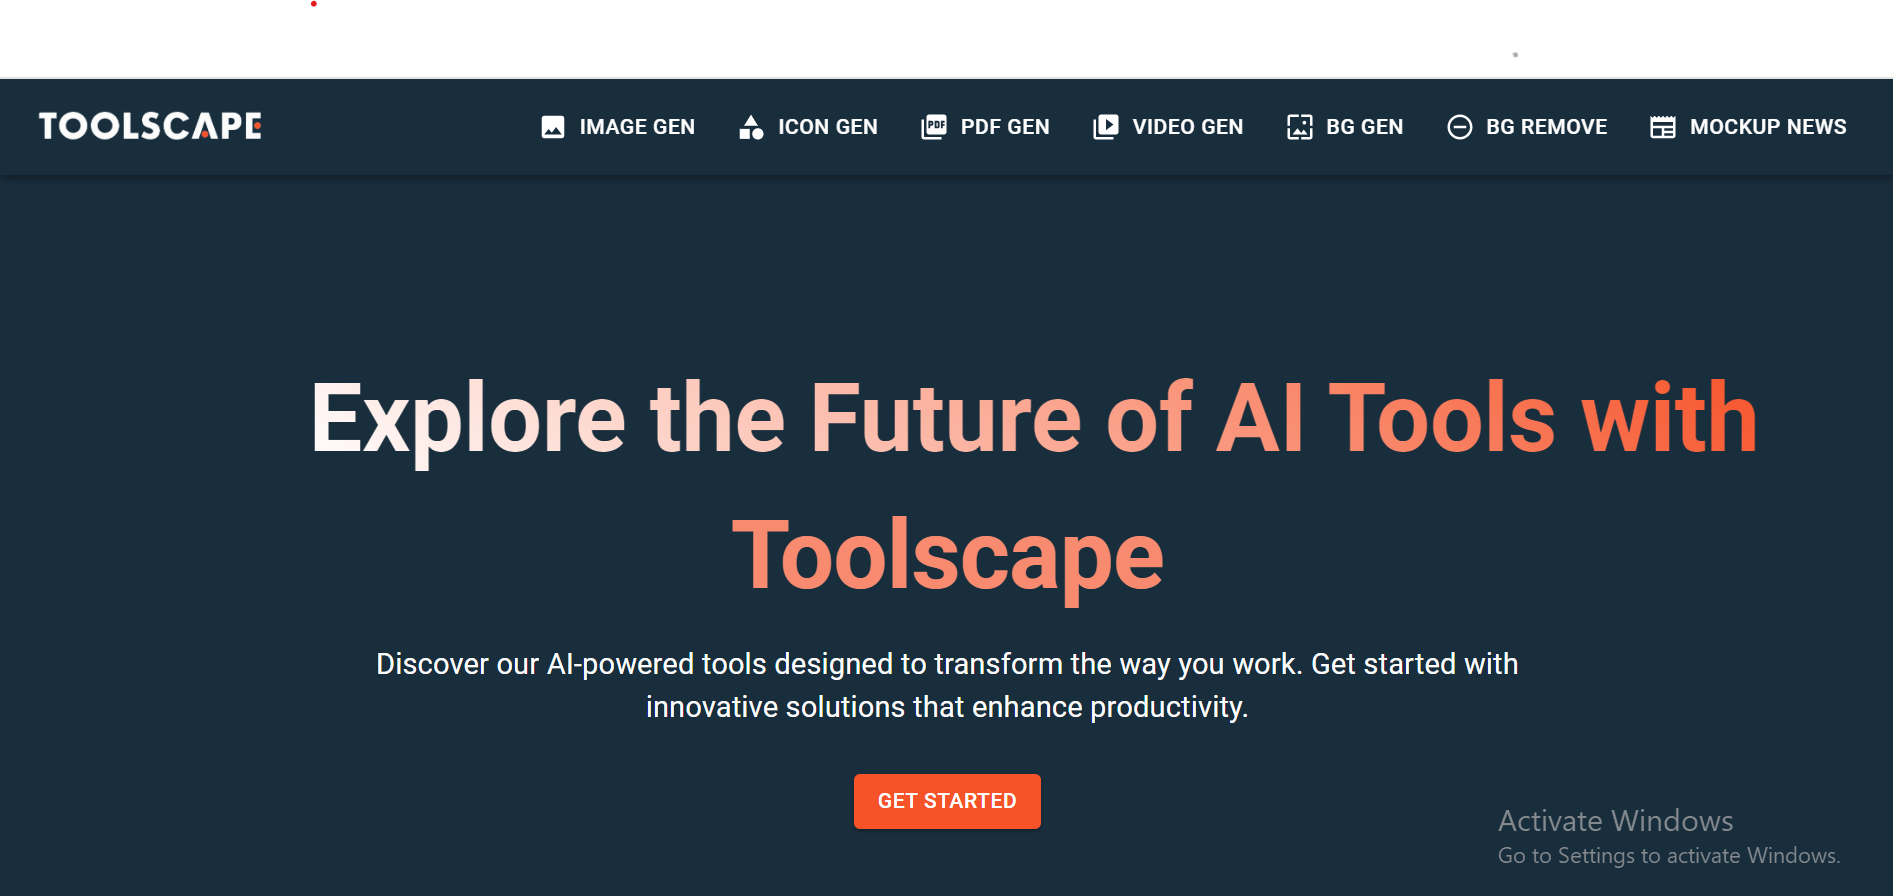 TOOLSCAPE
IMAGE GEN
ICON GEN
PDF
PDF GEN
VIDEO GEN
BG GEN
BG REMOVE
MOCKUP NEWS
Explore the Future of AI Tools with
Toolscape
Discover our AI-powered tools designed to transform the way you work. Get started with
innovative solutions that enhance productivity.
GET STARTED
Activate Windows
Go to Settings to activate Windows.